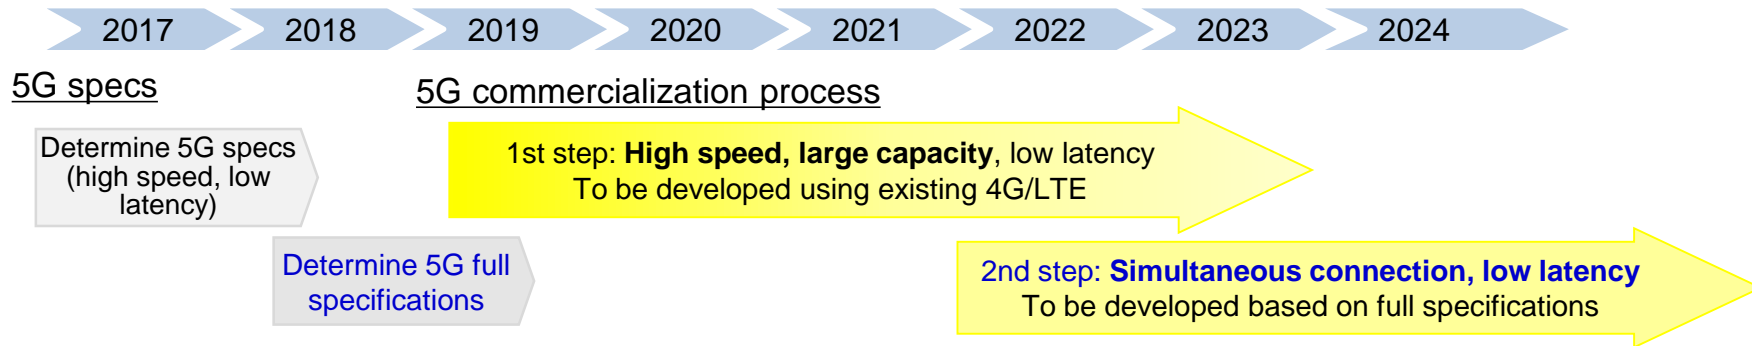 2017 2018 2019 2020 2021 2022 2023 2024
5G specs
5G commercialization process
Determine 5G specs
(high speed, low
latency)
1st step: High speed, large capacity, low latency
To be developed using existing 4G/LTE
Determine 5G full
specifications
2nd step: Simultaneous connection, low latency
To be developed based on full specifications